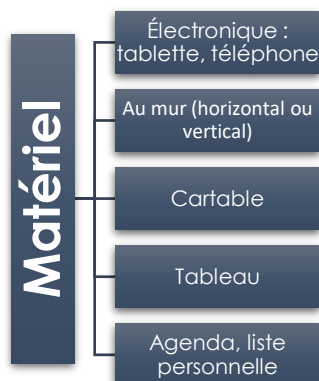 Matériel
Électronique :
tablette, téléphone
Au mur (horizontal ou
vertical)
Cartable
Tableau
Agenda, liste
personnelle